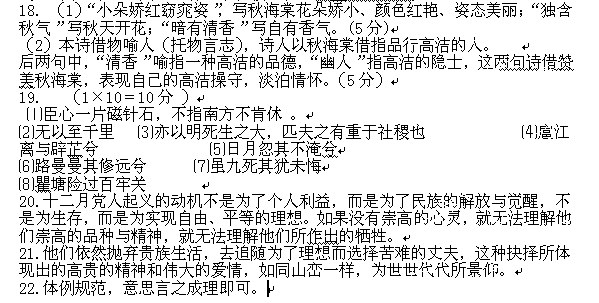 18. （1）“小朵娇红窈窕姿”，写秋海棠花朵娇小、颜色红艳、姿态美丽；“独含
秋气”写秋天开花；“暗有清香”写自有香气。（5分）
（2）本诗借物喻人（托物言志），诗人以秋海棠借指品行高洁的人。
后两句中，“清香”喻指一种高洁的品德，“幽人”指高洁的隐士，这两句诗借赞
美秋海棠，表现自己的高洁操守，淡泊情怀。（5分）
19. （1×10=10分 ）
⑴臣心一片磁针石，不指南方不肯休 。
⑵无以至千里 ⑶亦以明死生之大，匹夫之有重于社稷也 ⑷扈江
离与辟芷兮 ⑸日月忽其不淹兮
⑹路曼曼其修远兮 ⑺虽九死其犹未悔
⑻瞿塘险过百牢关
20.十二月党人起义的动机不是为了个人利益，而是为了民族的解放与觉醒，不
是为生存，而是为实现自由、平等的理想。如果没有崇高的心灵，就无法理解他
们崇高的品种与精神，就无法理解他们所作出的牺牲。
21.他们依然抛弃贵族生活，去追随为了理想而选择苦难的丈夫，这种抉择所体
现出的高贵的精神和伟大的爱情，如同山峦一样，为世世代代所景仰。
22.体例规范，意思言之成理即可。